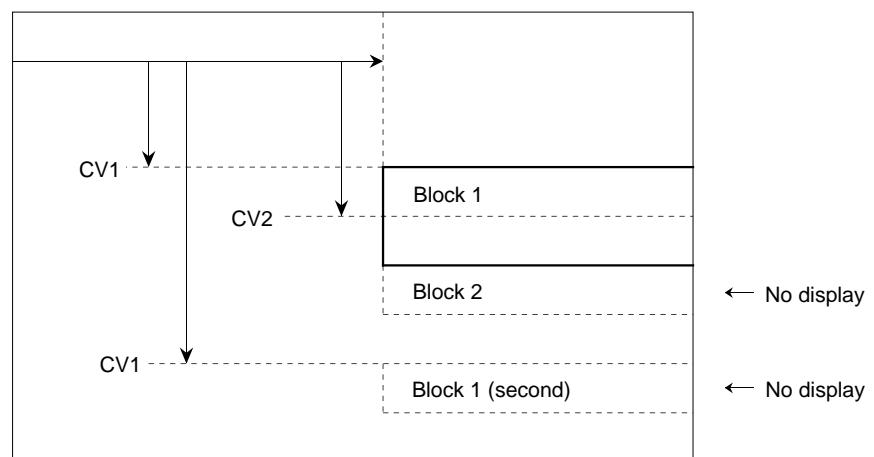 CV1
Block 1
CV2
Block 2
No display
CV1
Block 1 (second)
No display